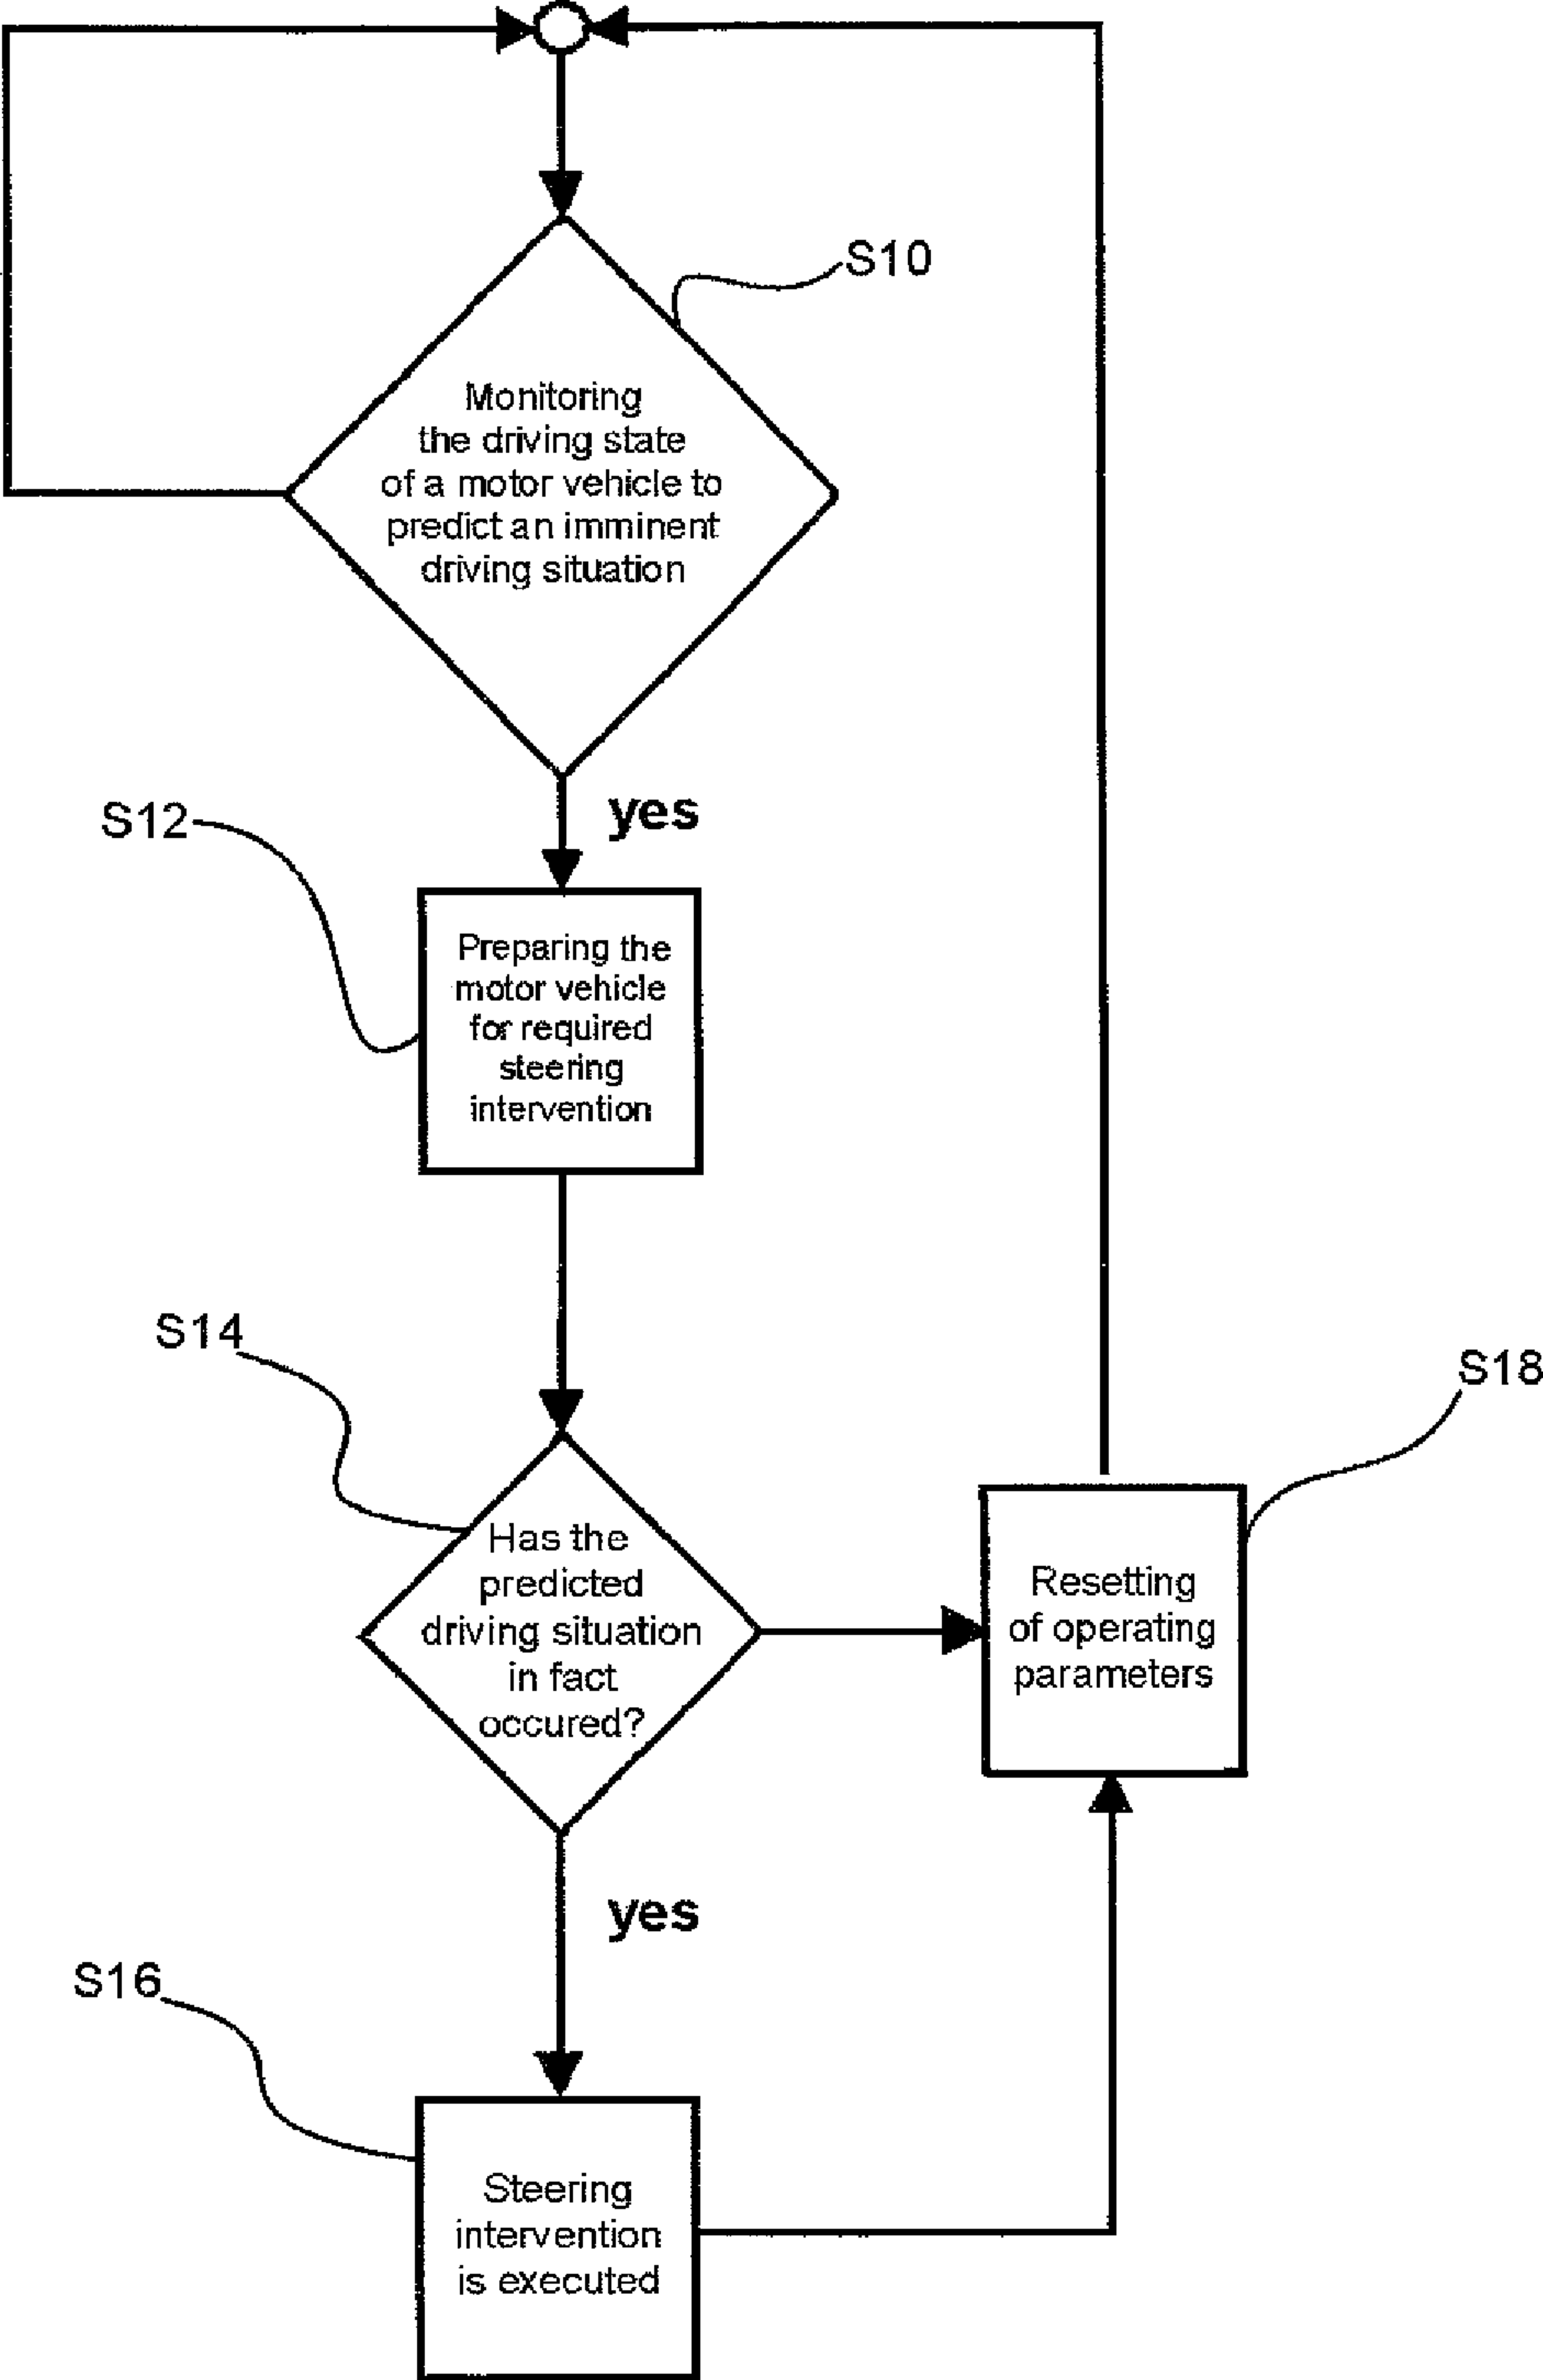 S10
Monitoring
the driving state
of a motor vehicle to
predict an imminent
driving situation
yes
S12
Preparing the
motor vehicle
for required
steering
intervention
S14
Has the
predicted
driving situation
in fact
occured?
S18
Resetting
of operating
parameters
yes
S16
Steering
intervention
is executed